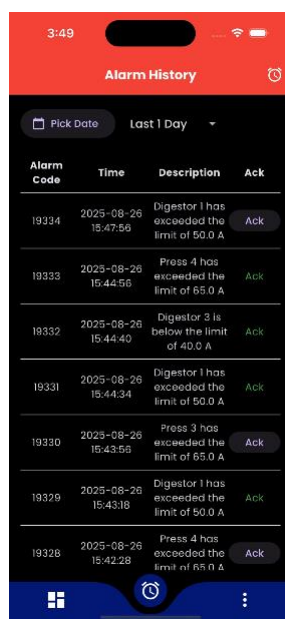 3:49
Alarm History
Pick Date Last 1 Day
Alarm Code Time Description Ack
19334 2025-08-26 15:47:56 Digestor 1 has exceeded the limit of 50.0 A Ack
19333 2025-08-26 15:44:56 Press 4 has exceeded the limit of 65.0 A Ack
19332 2025-08-26 15:44:40 Digestor 3 is below the limit of 40.0 A Ack
19331 2025-08-26 15:44:34 Digestor 1 has exceeded the limit of 50.0 A Ack
19330 2025-08-26 15:43:56 Press 3 has exceeded the limit of 65.0 A Ack
19329 2025-08-26 15:43:18 Digestor 1 has exceeded the limit of 50.0 A Ack
19328 2025-08-26 15:42:28 Press 4 has exceeded the limit of 65.0 A Ack